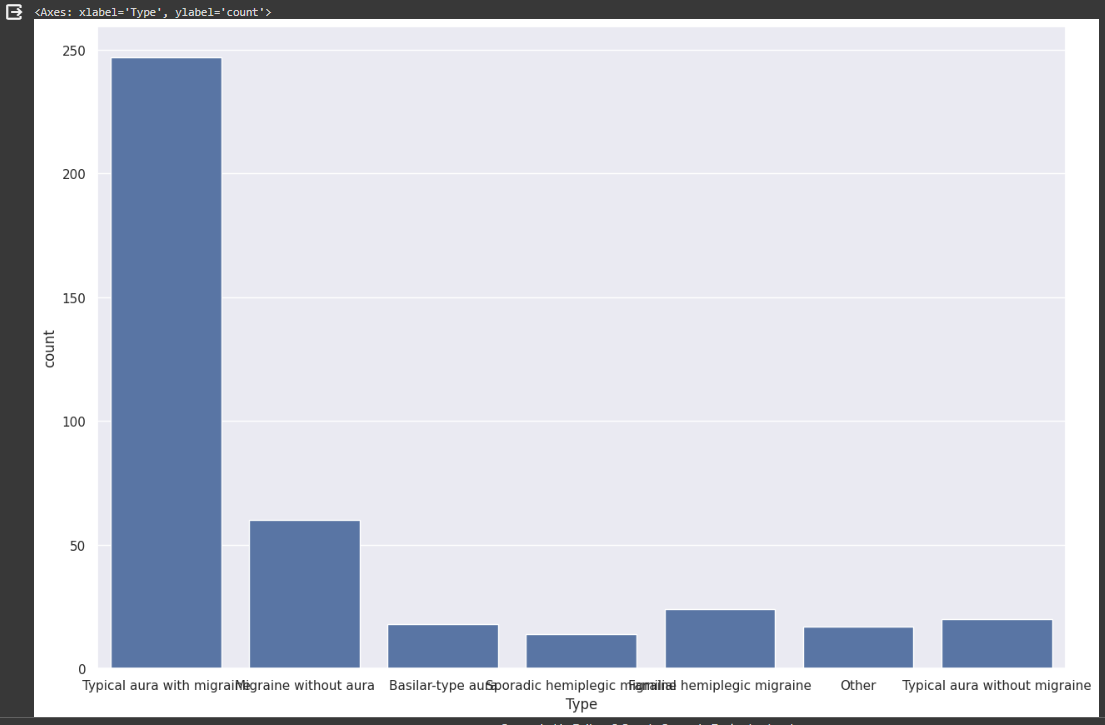 <Axes: xlabel='Type', ylabel='count'>
250
200
150
100
50
0
count
Typical aura with migraine Migraine without aura Basilar-type aura Sporadic hemiplegic migraine Familial hemiplegic migraine Other Typical aura without migraine
Type